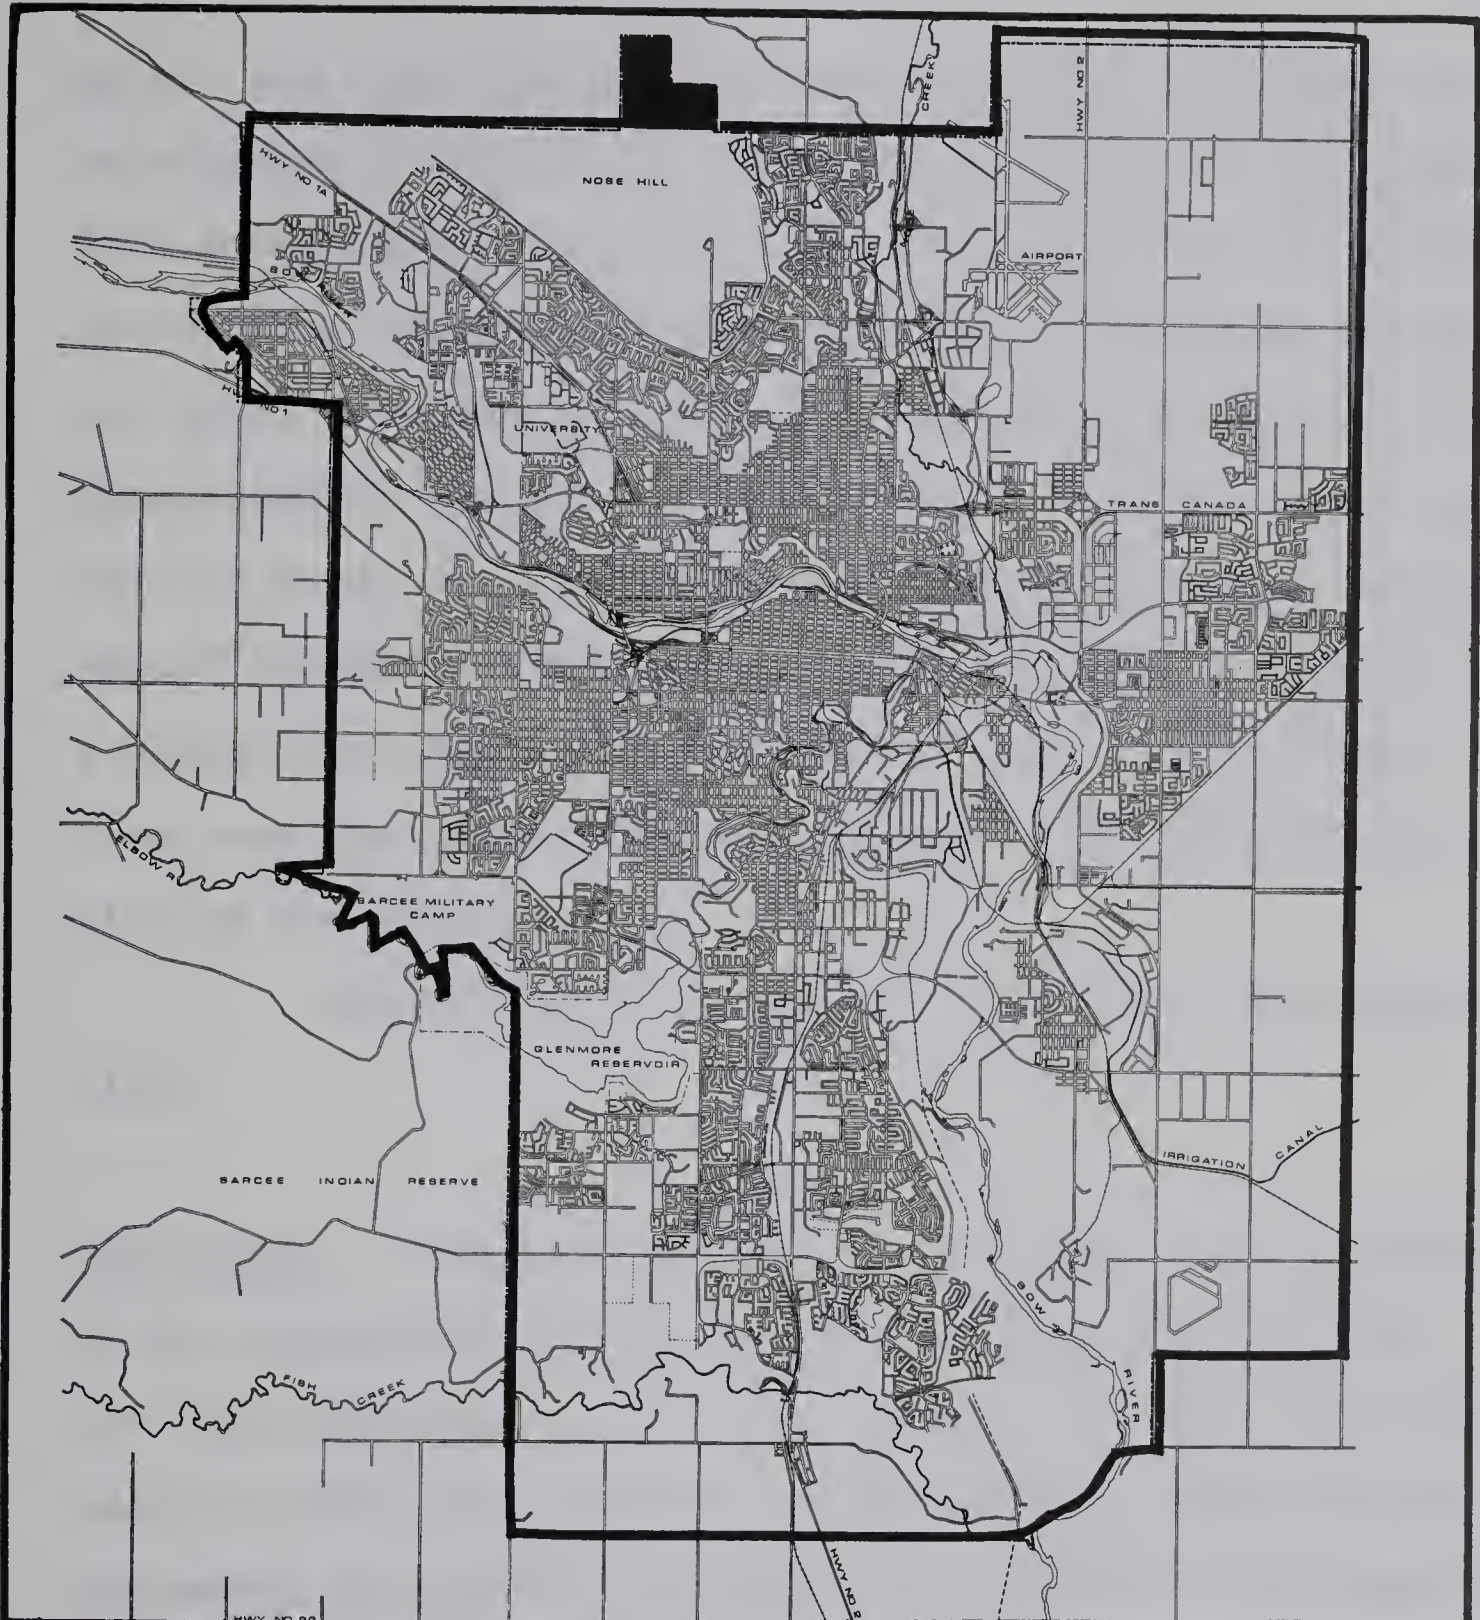 CREEK
HWY NO 2
HWY NO 1A
NOSE HILL
AIRPORT
BOW RIVER
HWY NO 1
UNIVERSITY
TRANS CANADA
HWY
ELBOW R
SARCEE MILITARY
CAMP
GLENMORE
RESERVOIR
IRRIGATION CANAL
SARCEE INDIAN RESERVE
BOW RIVER
FISH CREEK
HWY NO 2